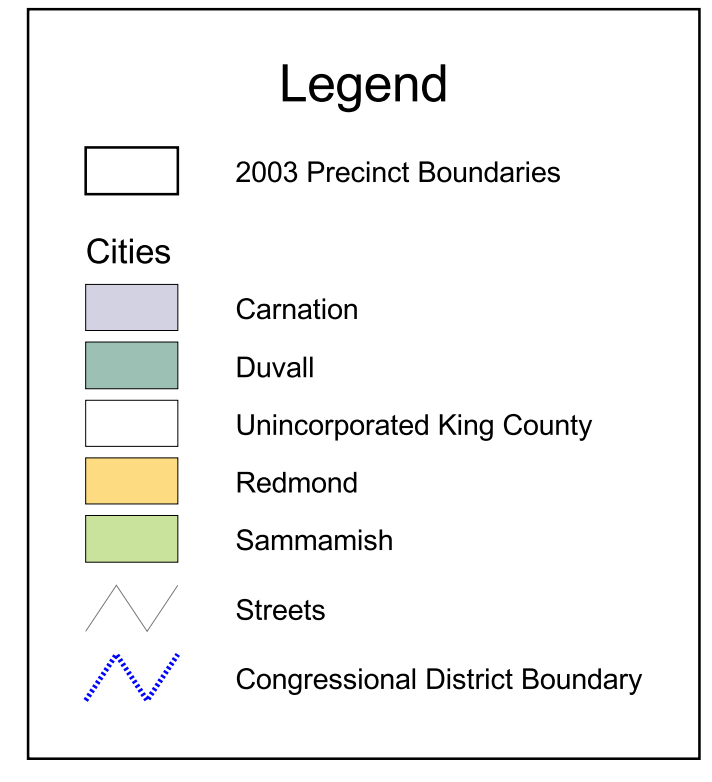 Legend
2003 Precinct Boundaries
Cities
Carnation
Duvall
Unincorporated King County
Redmond
Sammamish
Streets
Congressional District Boundary